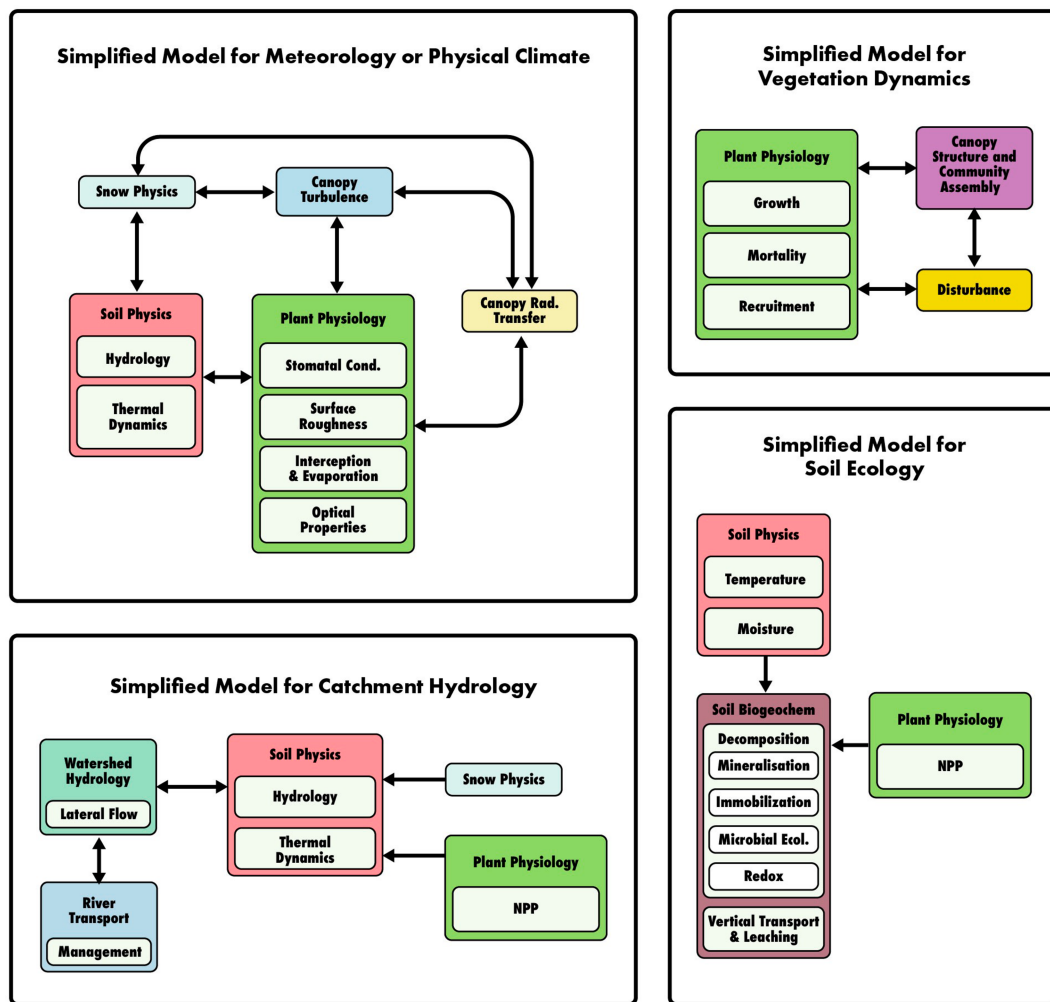 Simplified Model for Meteorology or Physical Climate
Snow Physics
Canopy
Turbulence
Canopy Rad.
Transfer
Soil Physics
Hydrology
Thermal
Dynamics
Plant Physiology
Stomatal Cond.
Surface
Roughness
Interception
& Evaporation
Optical
Properties
Simplified Model for
Vegetation Dynamics
Plant Physiology
Growth
Mortality
Recruitment
Canopy
Structure and
Community
Assembly
Disturbance
Simplified Model for Catchment Hydrology
Watershed
Hydrology
Lateral Flow
River
Transport
Management
Soil Physics
Hydrology
Thermal
Dynamics
Snow Physics
Plant Physiology
NPP
Simplified Model for
Soil Ecology
Soil Physics
Temperature
Moisture
Soil Biogeochem
Decomposition
Mineralisation
Immobilization
Microbial Ecol.
Redox
Vertical Transport
& Leaching
Plant Physiology
NPP